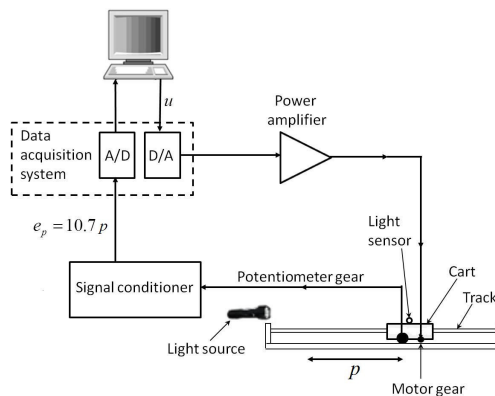 u
Power
amplifier
Data
acquisition
system
A/D
D/A
e_p = 10.7 p
Light
sensor
Signal conditioner
Potentiometer gear
Cart
Track
Light source
p
Motor gear